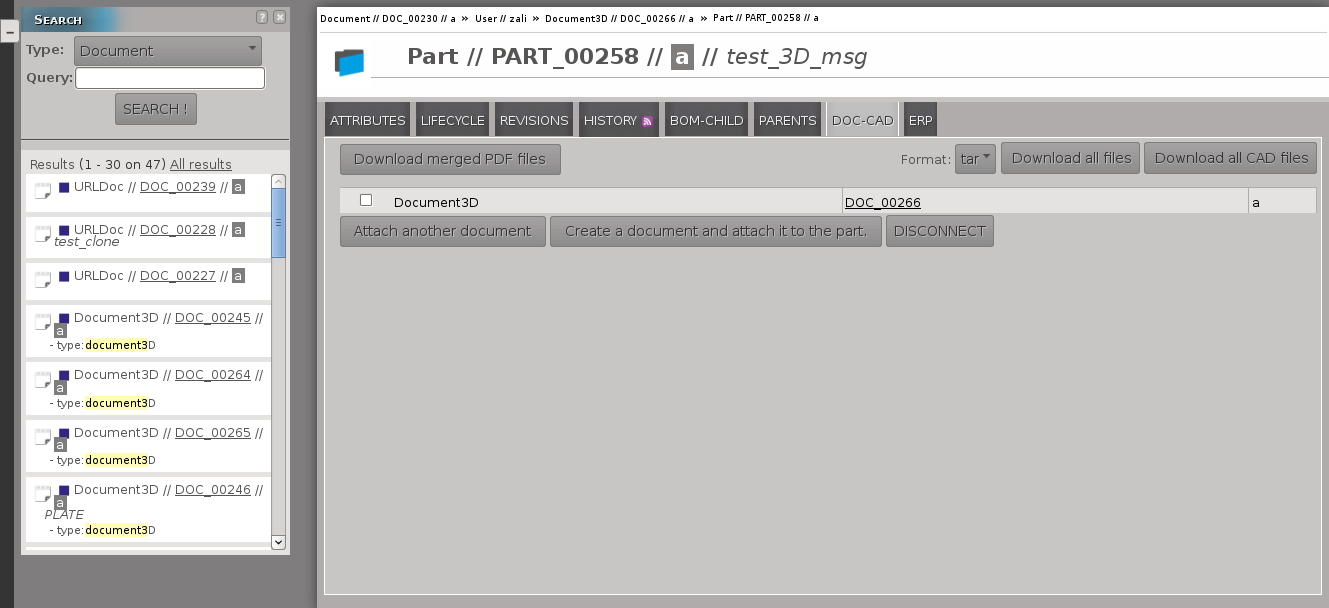 SEARCH
Type: Document
Query:
SEARCH !
Results (1 - 30 on 47) All results
URLDoc // DOC_00239 // a
URLDoc // DOC_00228 // a
test_clone
URLDoc // DOC_00227 // a
Document3D // DOC_00245 //
a
- type: document3D
Document3D // DOC_00264 //
a
- type: document3D
Document3D // DOC_00265 //
a
- type: document3D
Document3D // DOC_00246 //
a
PLATE
- type: document3D
Document // DOC_00230 // a » User // zali » Document3D // DOC_00266 // a » Part // PART_00258 // a
Part // PART_00258 // a // test_3D_msg
ATTRIBUTES LIFECYCLE REVISIONS HISTORY BOM-CHILD PARENTS DOC-CAD ERP
Download merged PDF files Format: tar Download all files Download all CAD files
Document3D DOC_00266 a
Attach another document Create a document and attach it to the part. DISCONNECT